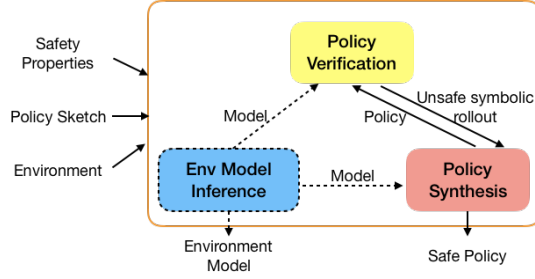 Safety
Properties
Policy Sketch
Environment
Policy
Verification
Model
Unsafe symbolic
rollout
Policy
Env Model
Inference
Model
Policy
Synthesis
Environment
Model
Safe Policy